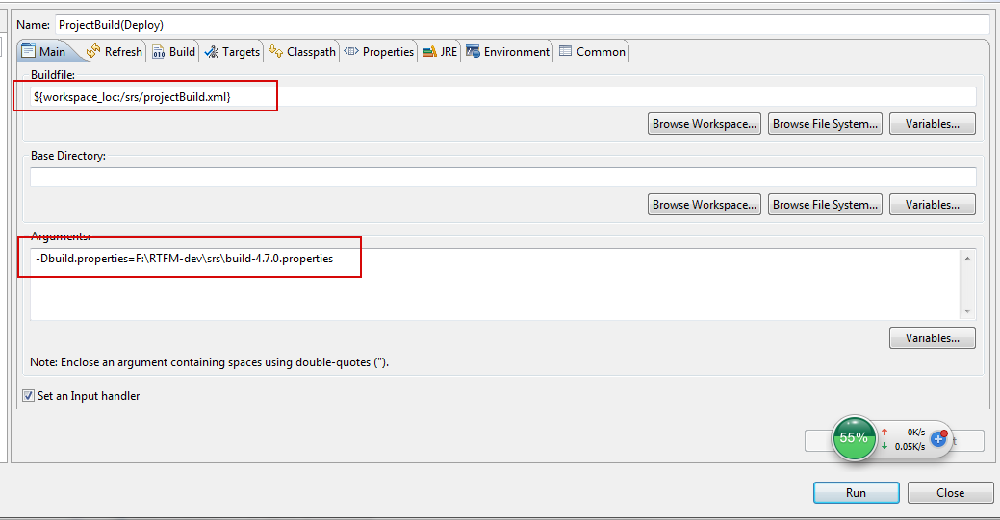 Name: ProjectBuild(Deploy)
Main Refresh Build Targets Classpath Properties JRE Environment Common
Buildfile:
${workspace_loc:/srs/projectBuild.xml}
Browse Workspace... Browse File System... Variables...
Base Directory:
Browse Workspace... Browse File System... Variables...
Arguments:
-Dbuild.properties=F:\RTFM-dev\srs\build-4.7.0.properties
Variables...
Note: Enclose an argument containing spaces using double-quotes (").
Set an Input handler
55% 0K/s
0.05K/s
Run Close